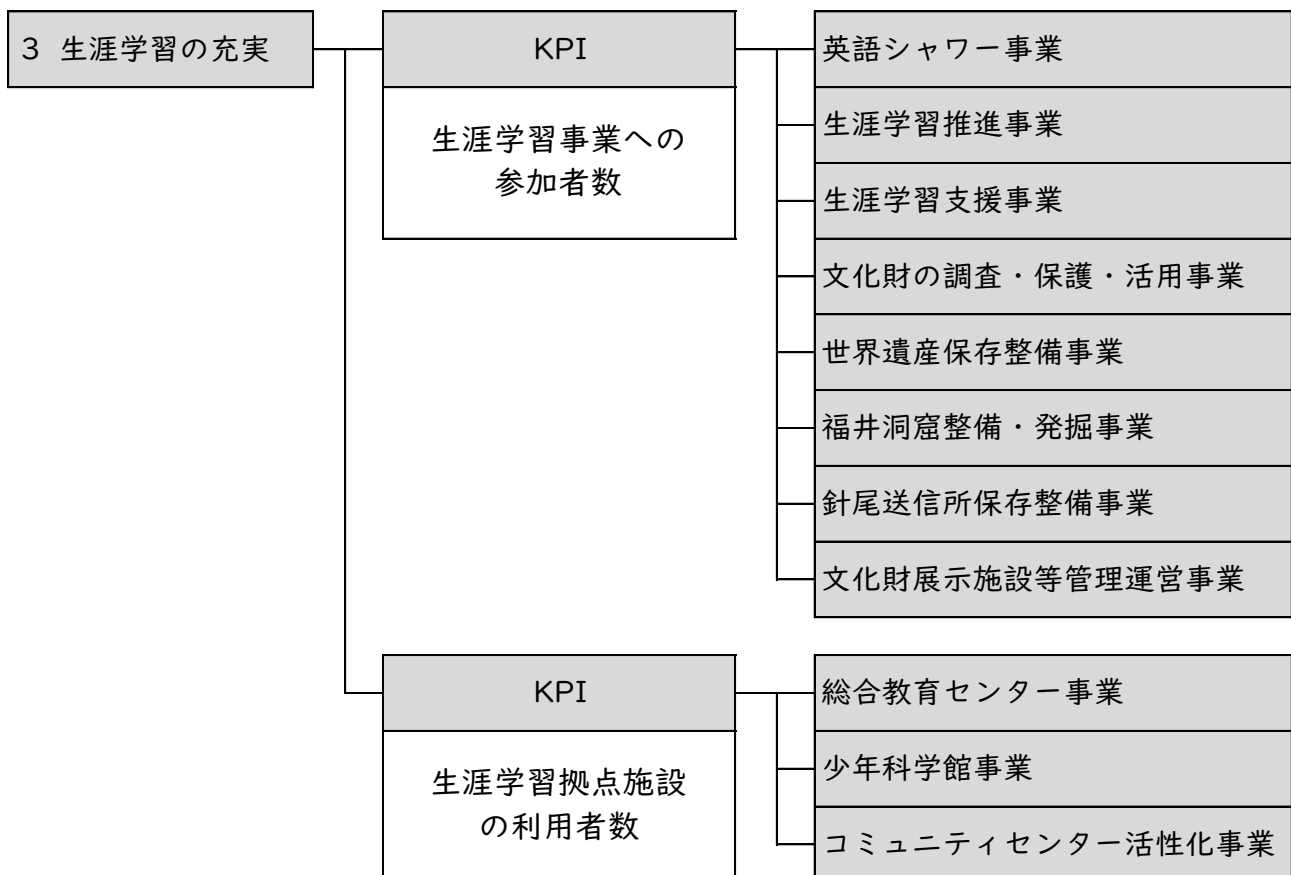 3 生涯学習の充実
KPI
生涯学習事業への
参加者数
英語シャワー事業
生涯学習推進事業
生涯学習支援事業
文化財の調査・保護・活用事業
世界遺産保存整備事業
福井洞窟整備・発掘事業
針尾送信所保存整備事業
文化財展示施設等管理運営事業
KPI
生涯学習拠点施設
の利用者数
総合教育センター事業
少年科学館事業
コミュニティセンター活性化事業